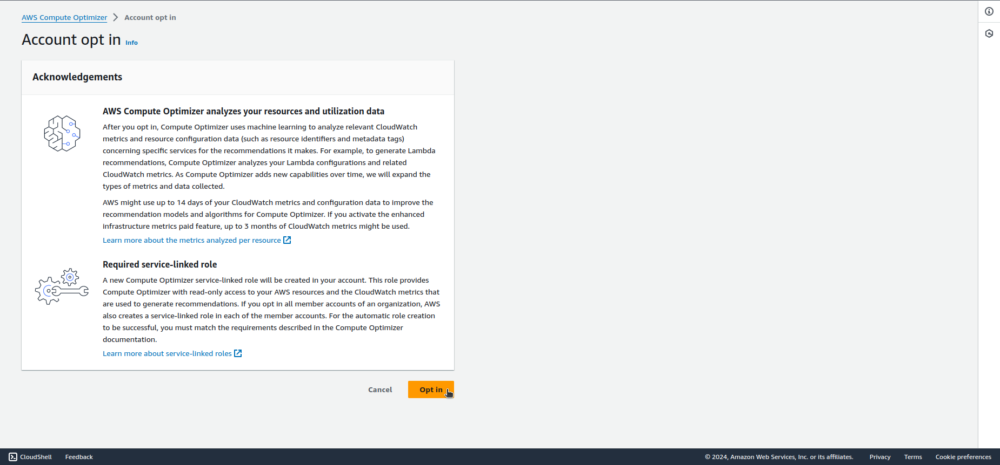 AWS Compute Optimizer > Account opt in
Account opt in Info
Acknowledgements
AWS Compute Optimizer analyzes your resources and utilization data
After you opt in, Compute Optimizer uses machine learning to analyze relevant CloudWatch
metrics and resource configuration data (such as resource identifiers and metadata tags)
concerning specific services for the recommendations it makes. For example, to generate Lambda
recommendations, Compute Optimizer analyzes your Lambda configurations and related
CloudWatch metrics. As Compute Optimizer adds new capabilities over time, we will expand the
types of metrics and data collected.
AWS might use up to 14 days of your CloudWatch metrics and configuration data to improve the
recommendation models and algorithms for Compute Optimizer. If you activate the enhanced
infrastructure metrics paid feature, up to 3 months of CloudWatch metrics might be used.
Learn more about the metrics analyzed per resource
Required service-linked role
A new Compute Optimizer service-linked role will be created in your account. This role provides
Compute Optimizer with read-only access to your AWS resources and the CloudWatch metrics that
are used to generate recommendations. If you opt in all member accounts of an organization, AWS
also creates a service-linked role in each of the member accounts. For the automatic role creation
to be successful, you must match the requirements described in the Compute Optimizer
documentation.
Learn more about service-linked roles
Cancel Opt in
CloudShell Feedback © 2024, Amazon Web Services, Inc. or its affiliates. Privacy Terms Cookie preferences